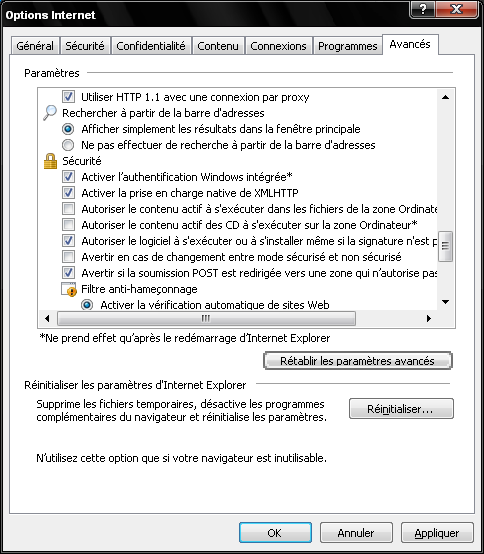 Options Internet
Général Sécurité Confidentialité Contenu Connexions Programmes Avancés
Paramètres
Utiliser HTTP 1.1 avec une connexion par proxy
Rechercher à partir de la barre d'adresses
Afficher simplement les résultats dans la fenêtre principale
Ne pas effectuer de recherche à partir de la barre d'adresses
Sécurité
Activer l'authentification Windows intégrée*
Activer la prise en charge native de XMLHTTP
Autoriser le contenu actif à s'exécuter dans les fichiers de la zone Ordinate
Autoriser le contenu actif des CD à s'exécuter sur la zone Ordinateur*
Autoriser le logiciel à s'exécuter ou à s'installer même si la signature n'est p
Avertir en cas de changement entre mode sécurisé et non sécurisé
Avertir si la soumission POST est redirigée vers une zone qui n'autorise pas
Filtre anti-hameçonnage
Activer la vérification automatique de sites Web
*Ne prend effet qu'après le redémarrage d'Internet Explorer
Rétablir les paramètres avancés
Réinitialiser les paramètres d'Internet Explorer
Supprime les fichiers temporaires, désactive les programmes
complémentaires du navigateur et réinitialise les paramètres.
Réinitialiser...
N'utilisez cette option que si votre navigateur est inutilisable.
OK Annuler Appliquer